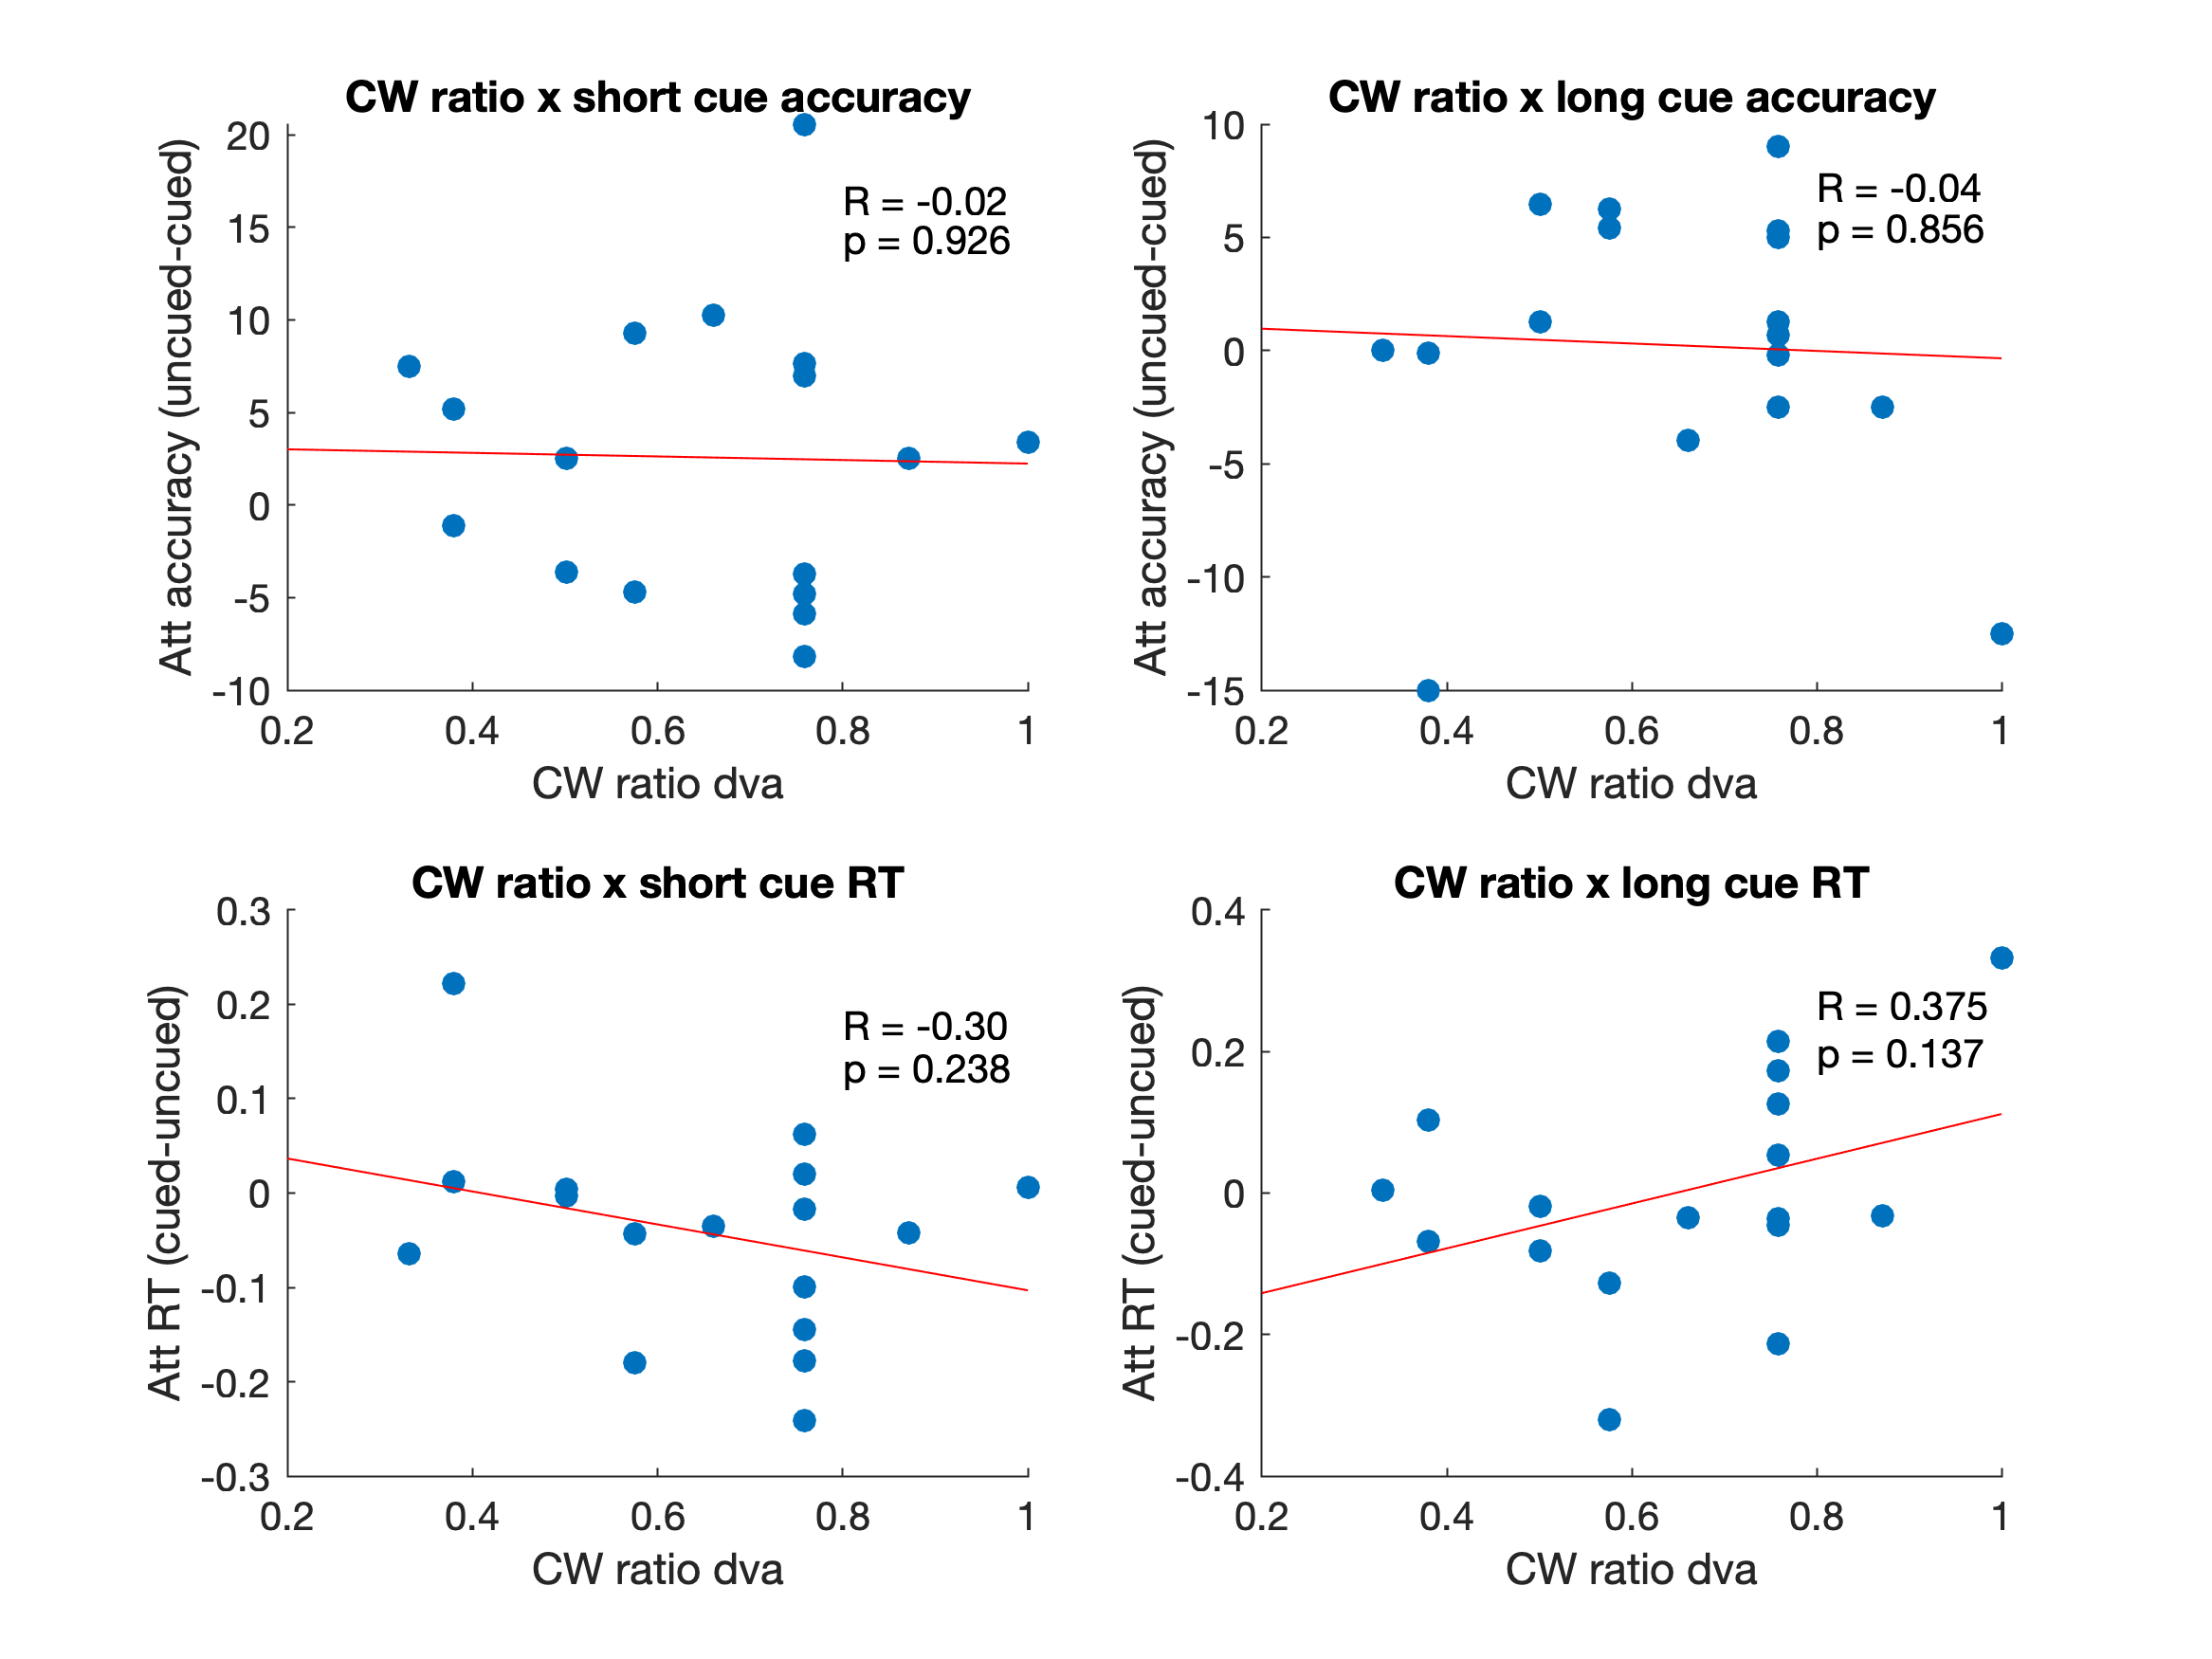 CW ratio x short cue accuracy
20
15
10
5
0
-5
-10
0.2 0.4 0.6 0.8 1
Att accuracy (uncued-cued)
CW ratio dva
R = -0.02
p = 0.926
CW ratio x long cue accuracy
10
5
0
-5
-10
-15
0.2 0.4 0.6 0.8 1
Att accuracy (uncued-cued)
CW ratio dva
R = -0.04
p = 0.856
CW ratio x short cue RT
0.3
0.2
0.1
0
-0.1
-0.2
-0.3
0.2 0.4 0.6 0.8 1
Att RT (cued-uncued)
CW ratio dva
R = -0.30
p = 0.238
CW ratio x long cue RT
0.4
0.2
0
-0.2
-0.4
0.2 0.4 0.6 0.8 1
Att RT (cued-uncued)
CW ratio dva
R = 0.375
p = 0.137